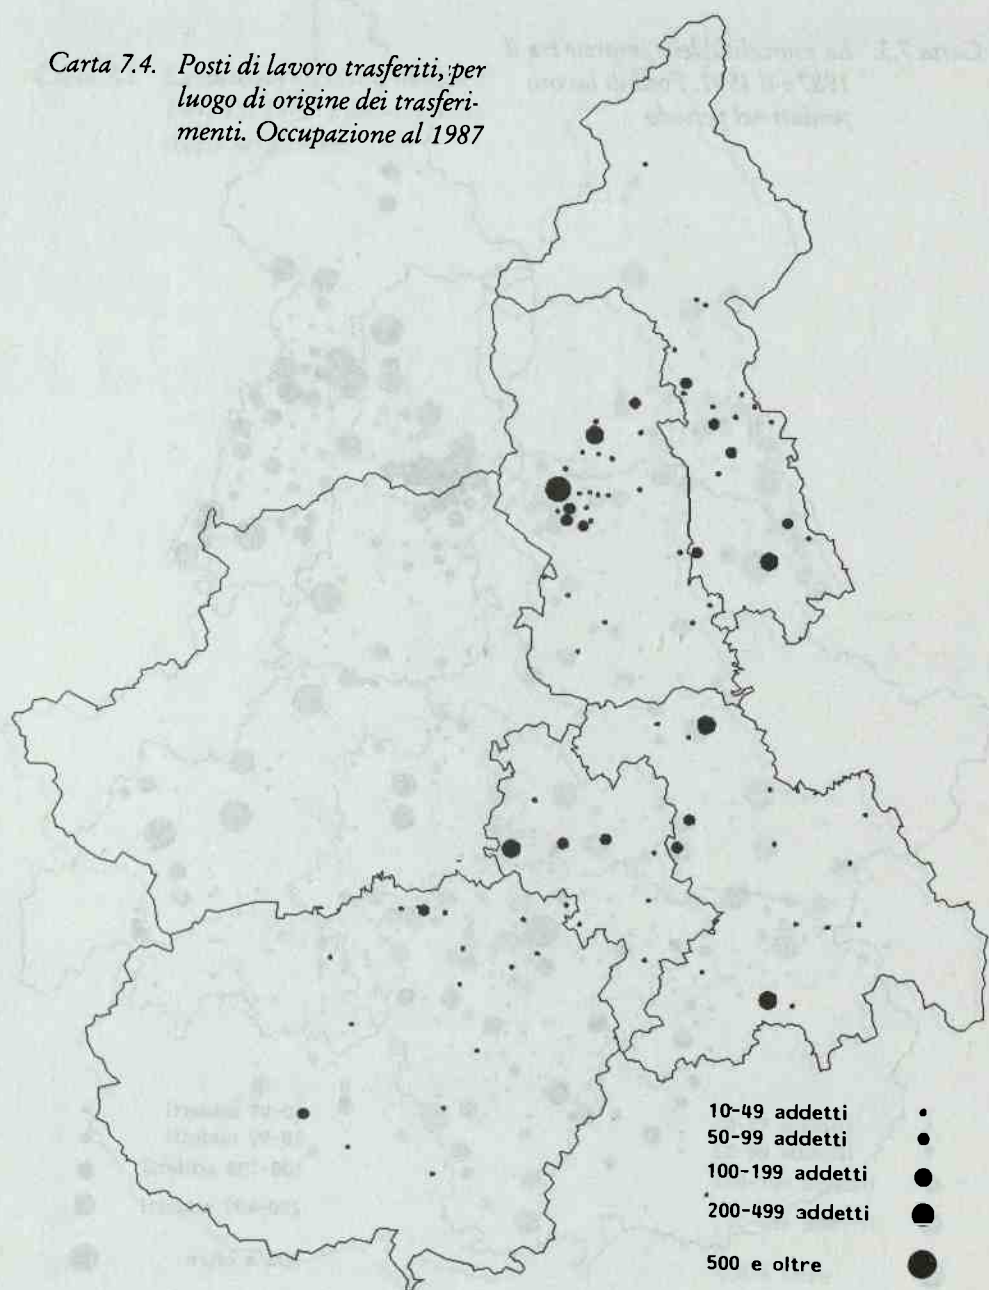 Carta 7.4. Posti di lavoro trasferiti, per
luogo di origine dei trasferi-
menti. Occupazione al 1987
10-49 addetti
50-99 addetti
100-199 addetti
200-499 addetti
500 e oltre